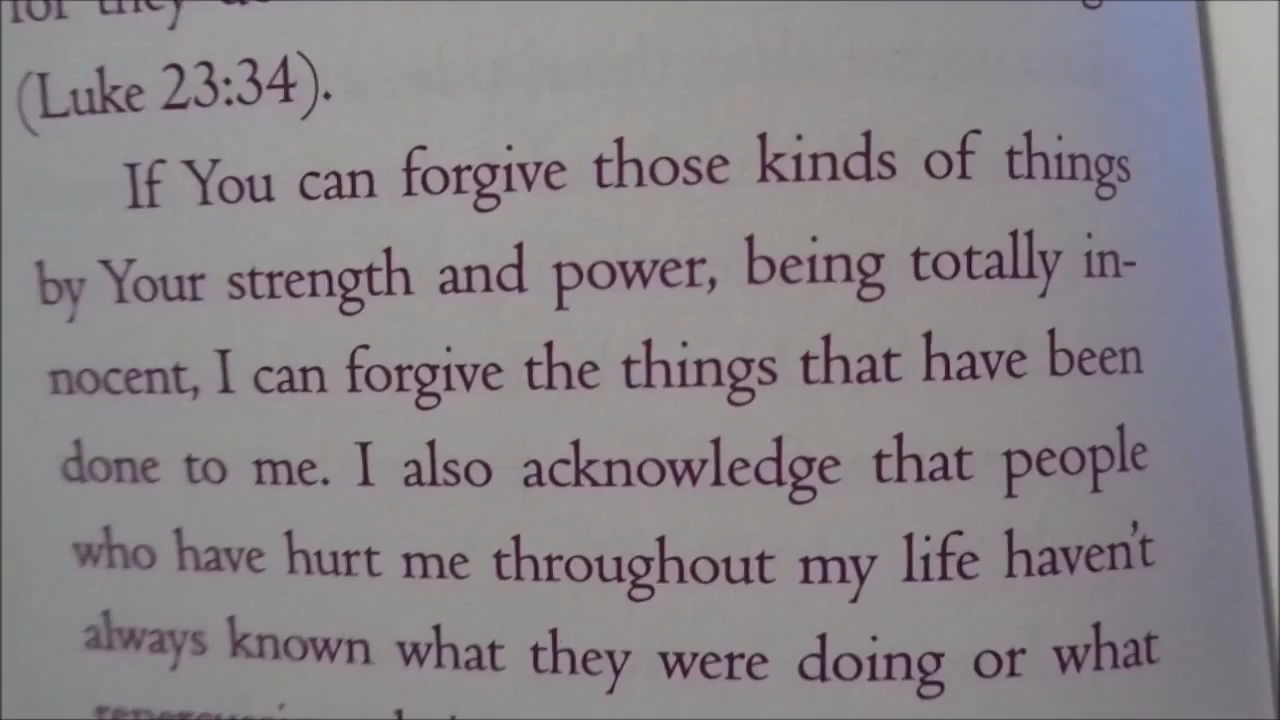 for they
(Luke 23:34).
If You can forgive those kinds of things
by Your strength and power, being totally in-
nocent, I can forgive the things that have been
done to me. I also acknowledge that people
who have hurt me throughout my life haven't
always known what they were doing or what